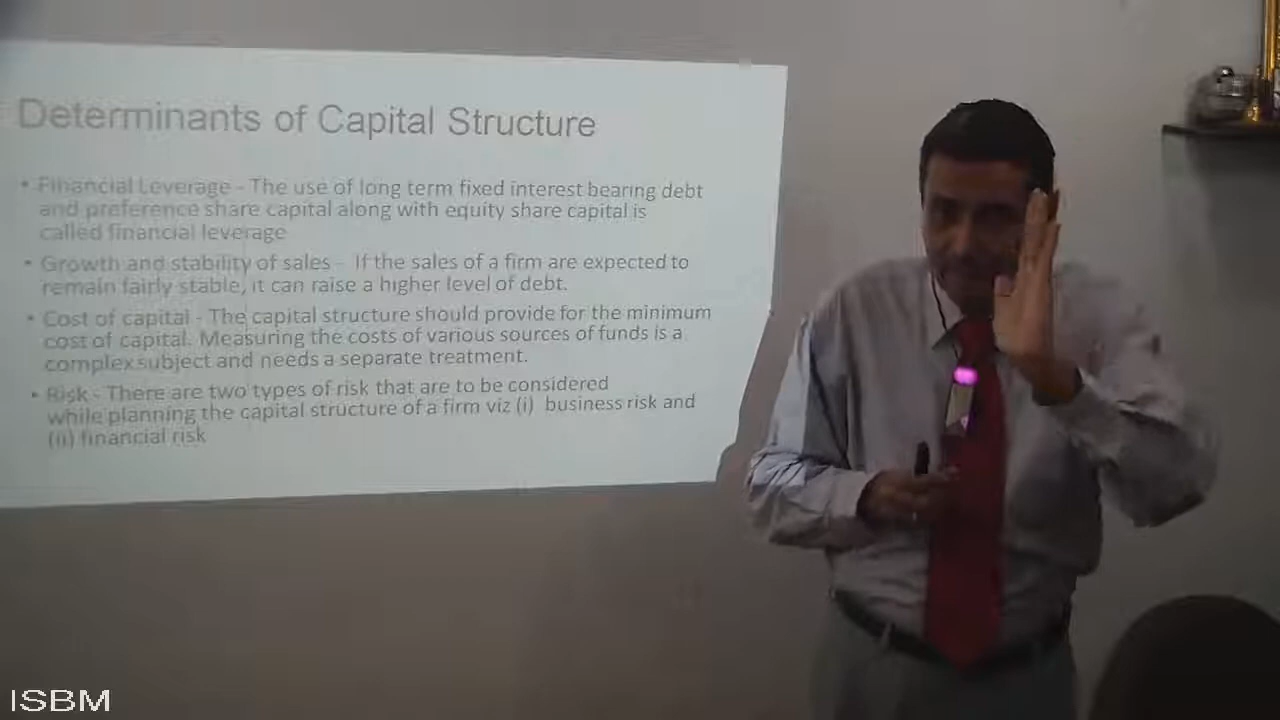 Determinants of Capital Structure
• Financial Leverage - The use of long term fixed interest bearing debt
and preference share capital along with equity share capital is
called financial leverage
• Growth and stability of sales - If the sales of a firm are expected to
remain fairly stable, it can raise a higher level of debt.
• Cost of capital - The capital structure should provide for the minimum
cost of capital. Measuring the costs of various sources of funds is a
complex subject and needs a separate treatment.
• Risk - There are two types of risk that are to be considered
while planning the capital structure of a firm viz (i) business risk and
(ii) financial risk
ISBM